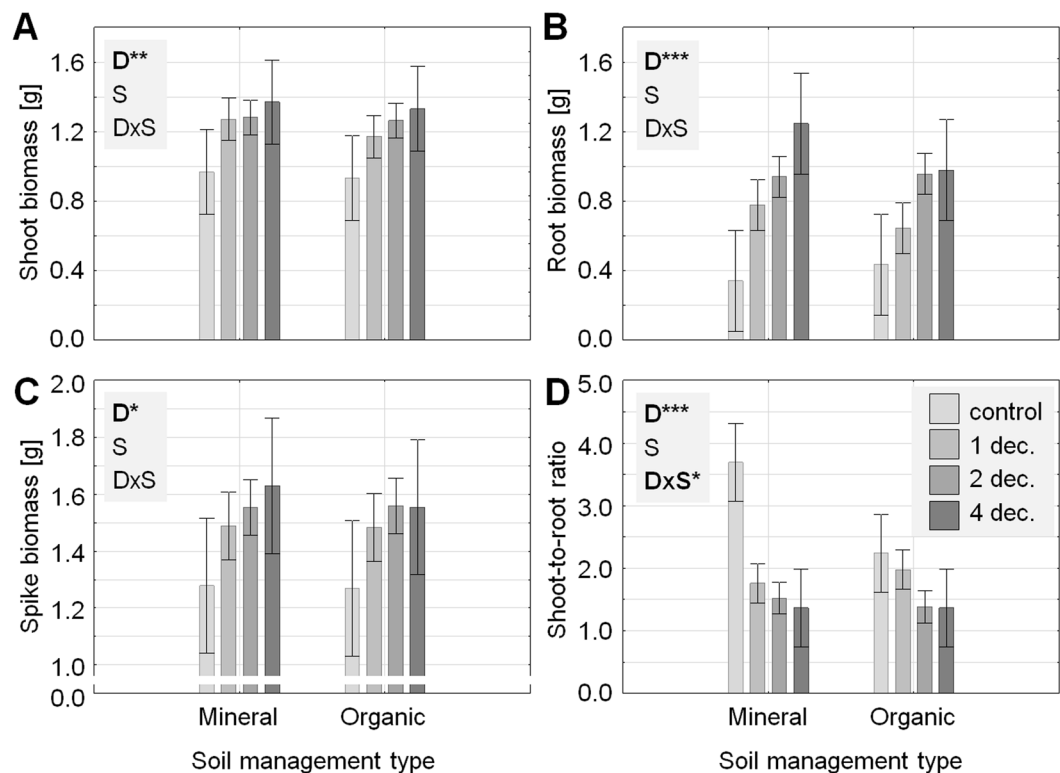 A
D**
S
DxS
Shoot biomass [g]
1.6
1.2
0.8
0.4
0.0
B
D***
S
DxS
Root biomass [g]
1.6
1.2
0.8
0.4
0.0
C
D*
S
DxS
Spike biomass [g]
2.0
1.8
1.6
1.4
1.2
1.0
0.0
Mineral
Organic
Soil management type
D
D***
S
DxS*
Shoot-to-root ratio
5.0
4.0
3.0
2.0
1.0
0.0
control
1 dec.
2 dec.
4 dec.
Mineral
Organic
Soil management type